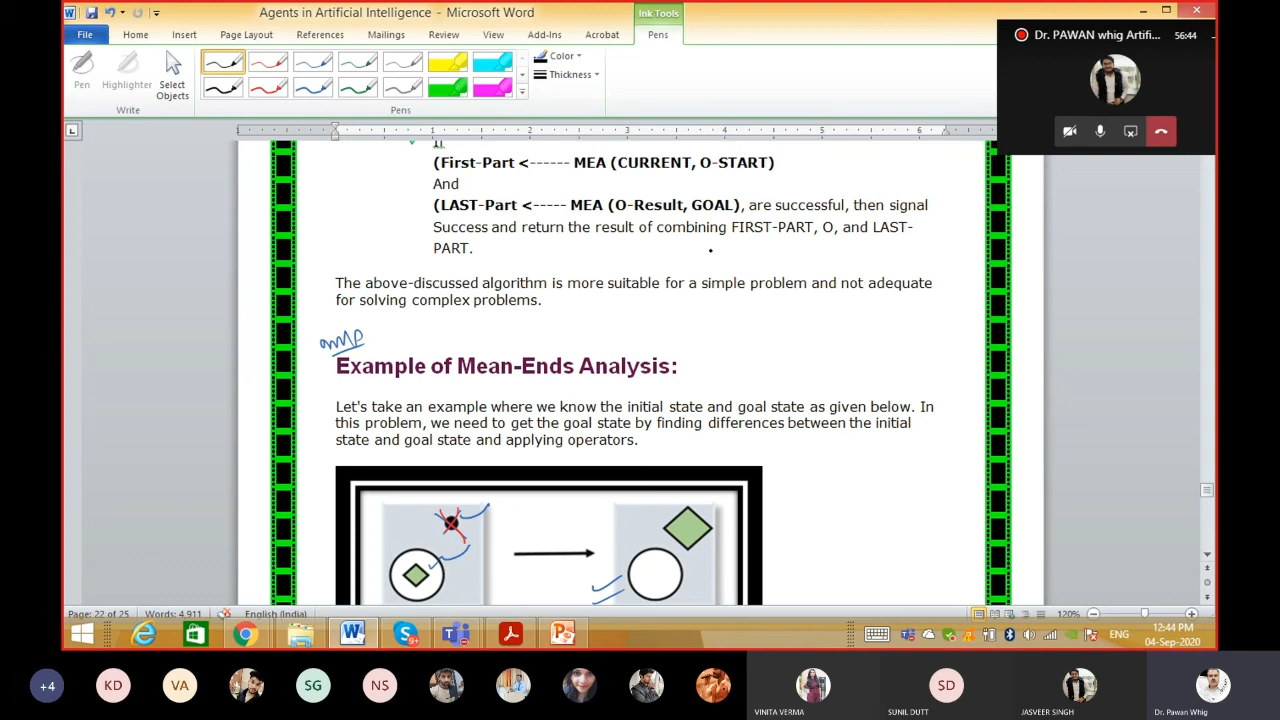 Agents in Artificial Intelligence - Microsoft Word
Ink Tools
File Home Insert Page Layout References Mailings Review View Add-Ins Acrobat Pens
Pen Highlighter Select Objects
Color
Thickness
Write Pens
Dr. PAWAN whig Artifi...
56:44
1 1 2 3 4 5 6
(First-Part <------ MEA (CURRENT, O-START)
And
(LAST-Part <----- MEA (O-Result, GOAL), are successful, then signal
Success and return the result of combining FIRST-PART, O, and LAST-
PART.
The above-discussed algorithm is more suitable for a simple problem and not adequate
for solving complex problems.
Example of Mean-Ends Analysis:
Let's take an example where we know the initial state and goal state as given below. In
this problem, we need to get the goal state by finding differences between the initial
state and goal state and applying operators.
Page: 22 of 25 Words: 4,911 English (India) 120%
ENG
12:44 PM
04-Sep-2020
+4 KD VA SG NS SD
VINITA VERMA SUNIL DUTT JASVEER SINGH Dr. Pawan Whig